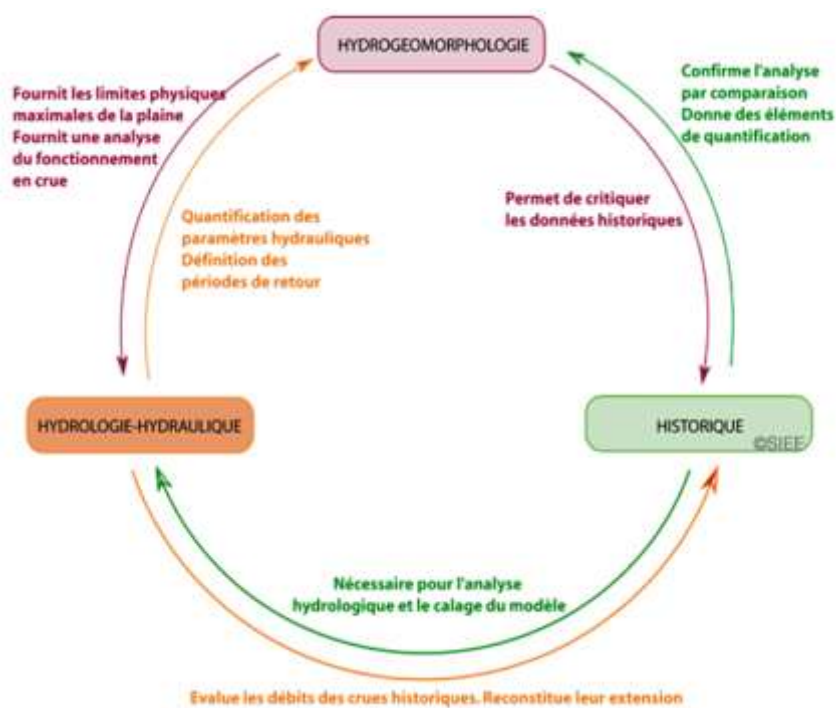 HYDROGEOMORPHOLOGIE
Fournit les limites physiques
maximales de la plaine
Fournit une analyse
du fonctionnement
en crue
Confirme l'analyse
par comparaison
Donne des éléments
de quantification
Quantification des
paramètres hydrauliques
Définition des
périodes de retour
Permet de critiquer
les données historiques
HYDROLOGIE-HYDRAULIQUE
HISTORIQUE
©SIEE
Nécessaire pour l'analyse
hydrologique et le calage du modèle
Evalue les débits des crues historiques. Reconstitue leur extension